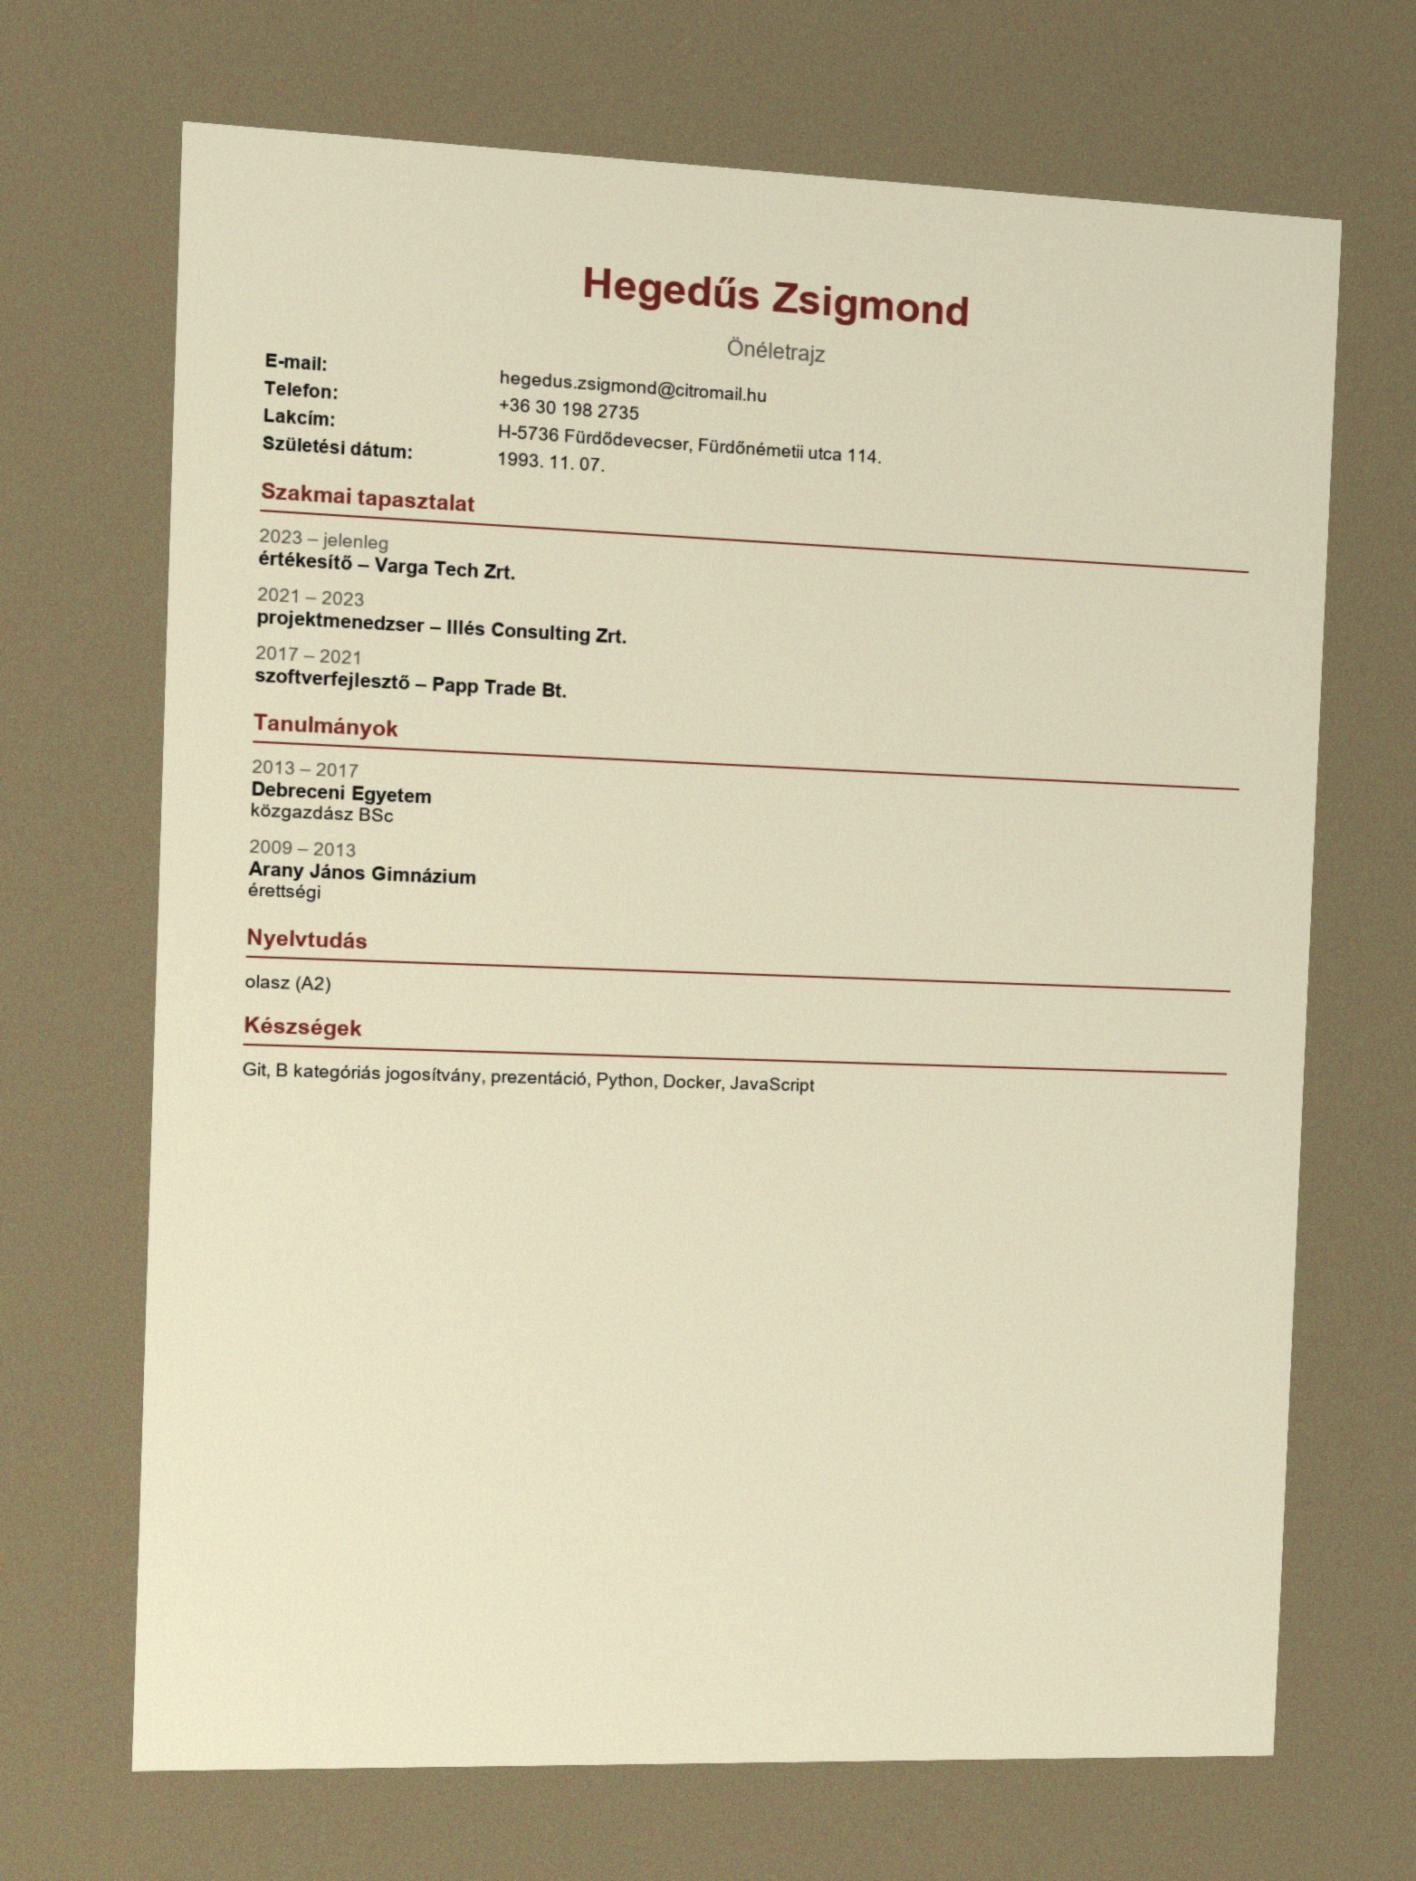 Hegedűs Zsigmond
Önéletrajz
E-mail: hegedus.zsigmond@citromail.hu
Telefon: +36 30 198 2735
Lakcím: H-5736 Fürdődevecser, Fürdőnémetii utca 114.
Születési dátum: 1993. 11. 07.
Szakmai tapasztalat
2023 – jelenleg
értékesítő – Varga Tech Zrt.
2021 – 2023
projektmenedzser – Illés Consulting Zrt.
2017 – 2021
szoftverfejlesztő – Papp Trade Bt.
Tanulmányok
2013 – 2017
Debreceni Egyetem
közgazdász BSc
2009 – 2013
Arany János Gimnázium
érettségi
Nyelvtudás
olasz (A2)
Készségek
Git, B kategóriás jogosítvány, prezentáció, Python, Docker, JavaScript